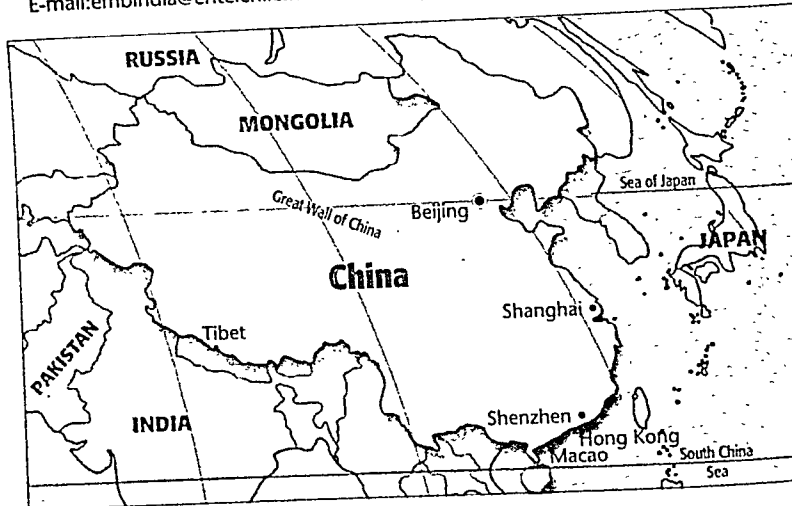 RUSSIA
MONGOLIA
Sea of Japan
Great Wall of China
Beijing
JAPAN
China
Shanghai
Tibet
PAKISTAN
INDIA
Shenzhen
Hong Kong
Macao
South China
Sea